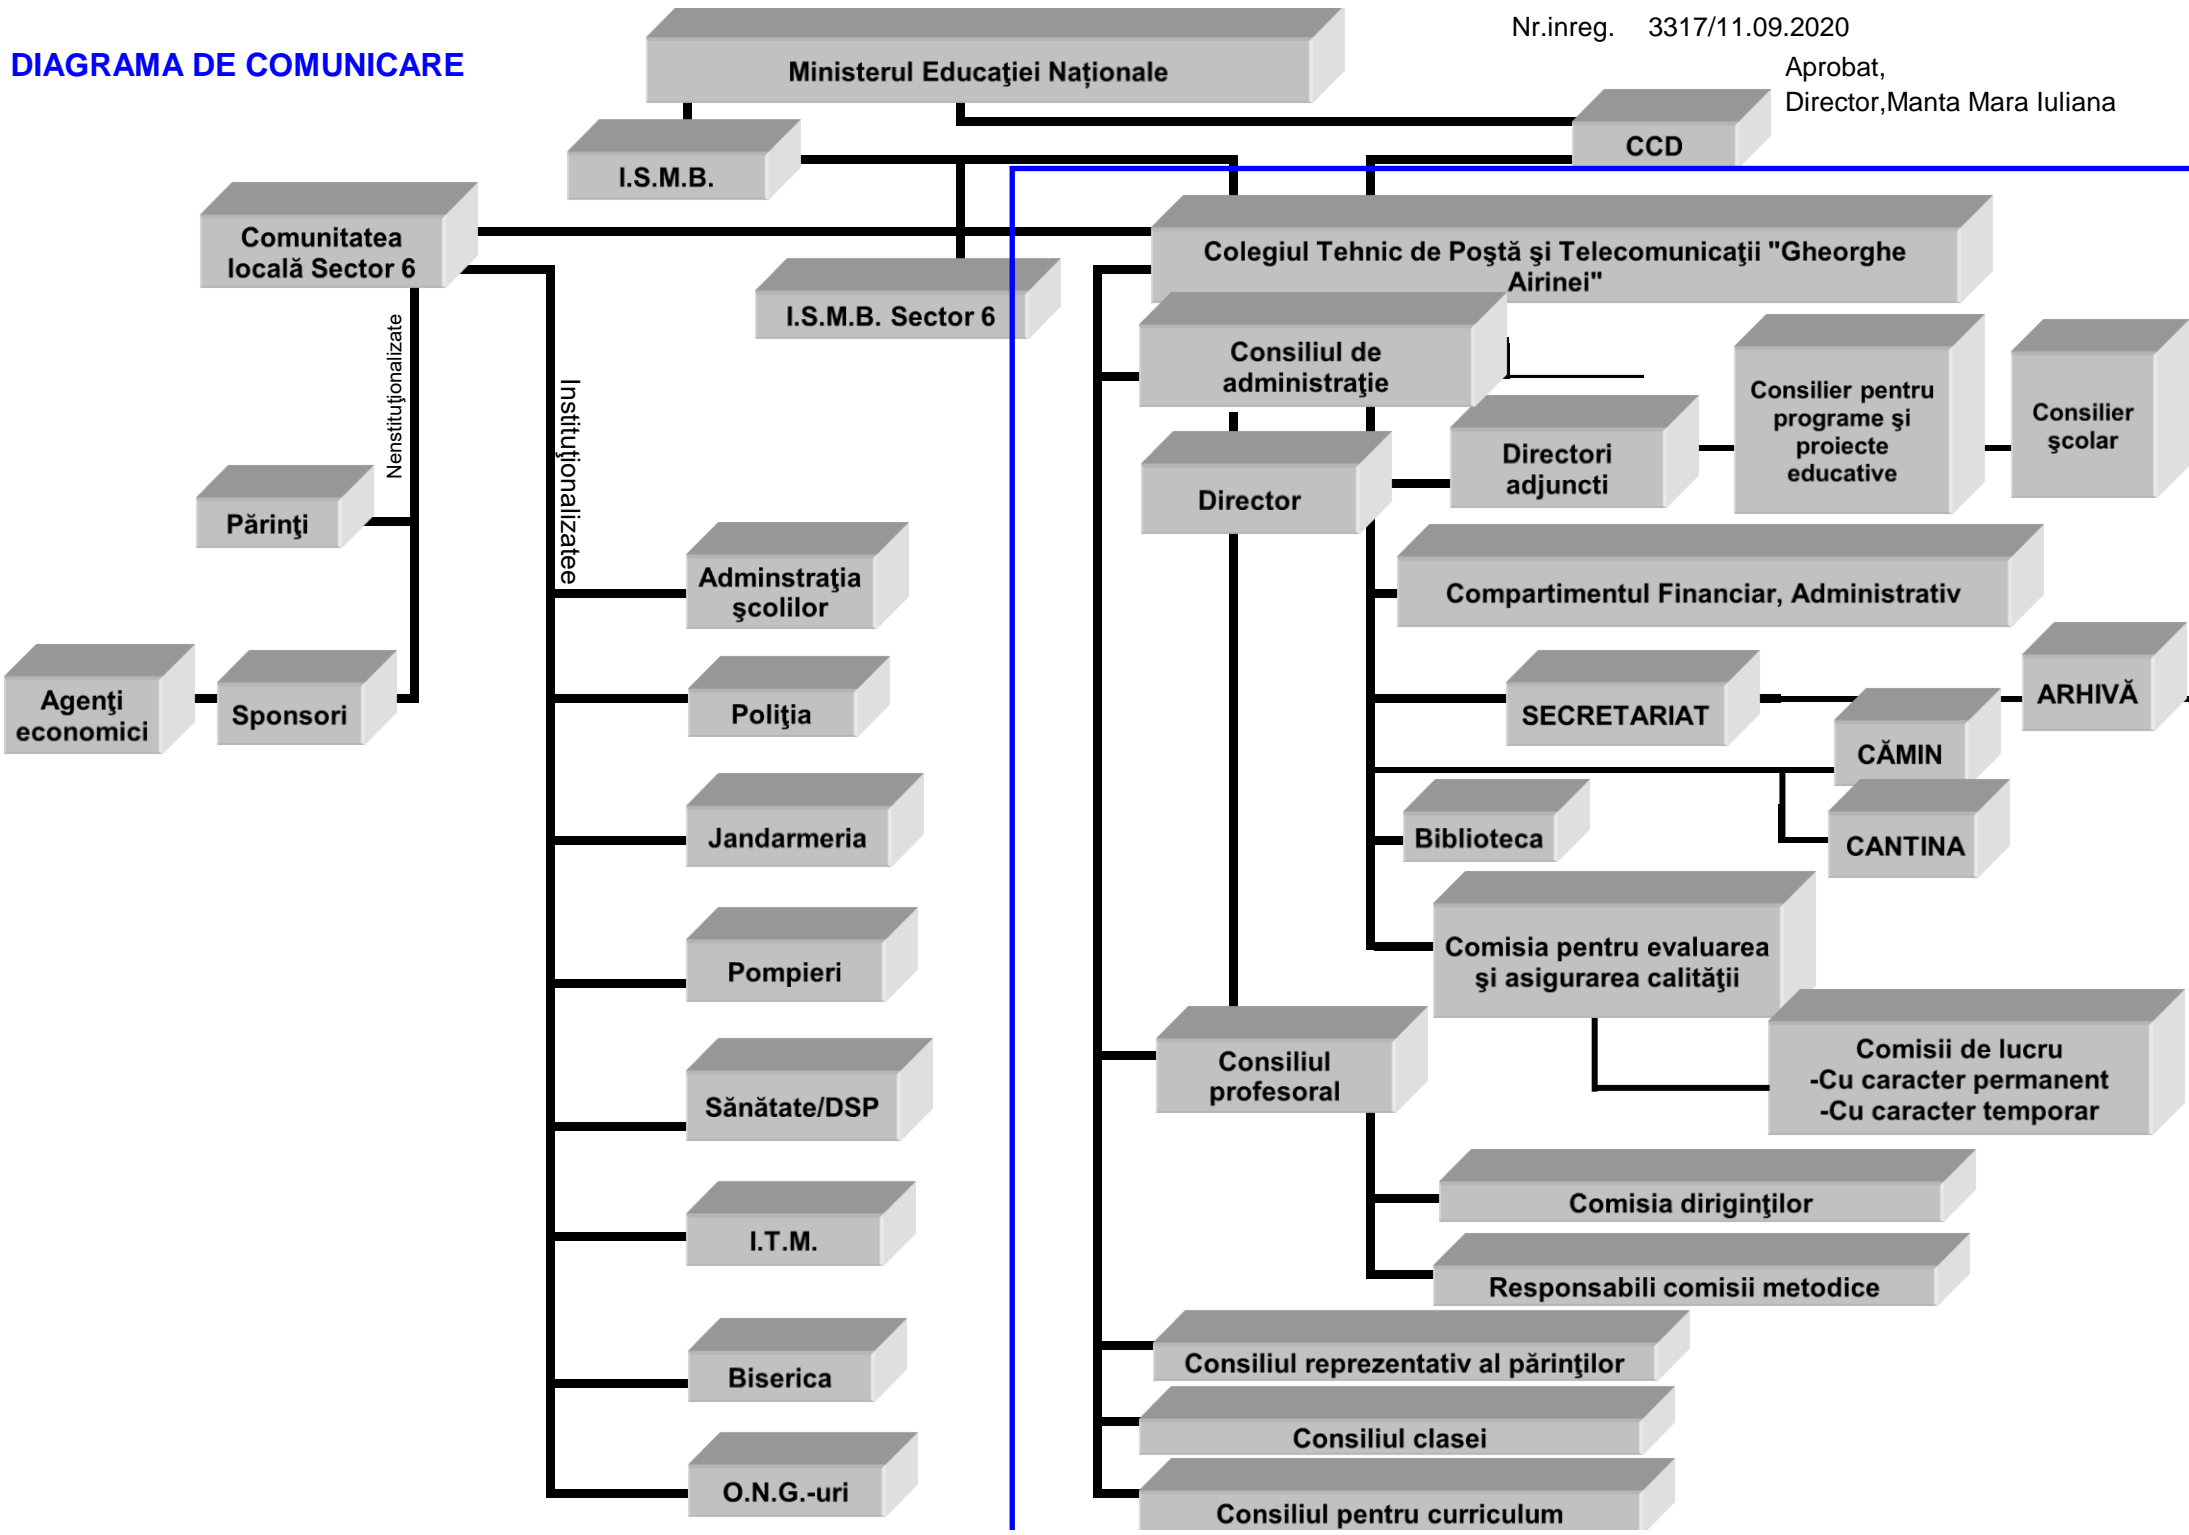 DIAGRAMA DE COMUNICARE
Nr.inreg. 3317/11.09.2020
Aprobat,
Director,Manta Mara Iuliana
Ministerul Educaţiei Naționale
I.S.M.B.
CCD
Comunitatea
locală Sector 6
I.S.M.B. Sector 6
Colegiul Tehnic de Poştă şi Telecomunicaţii "Gheorghe
Airinei"
Nenstituţionalizate
Instituţionalizatee
Părinţi
Agenţi
economici
Sponsori
Adminstraţia
şcolilor
Poliţia
Jandarmeria
Pompieri
Sănătate/DSP
I.T.M.
Biserica
O.N.G.-uri
Consiliul de
administraţie
Director
Directori
adjuncti
Consilier pentru
programe şi
proiecte
educative
Consilier
şcolar
Compartimentul Financiar, Administrativ
SECRETARIAT
ARHIVĂ
CĂMIN
CANTINA
Biblioteca
Comisia pentru evaluarea
şi asigurarea calităţii
Comisii de lucru
-Cu caracter permanent
-Cu caracter temporar
Consiliul
profesoral
Comisia diriginţilor
Responsabili comisii metodice
Consiliul reprezentativ al părinţilor
Consiliul clasei
Consiliul pentru curriculum